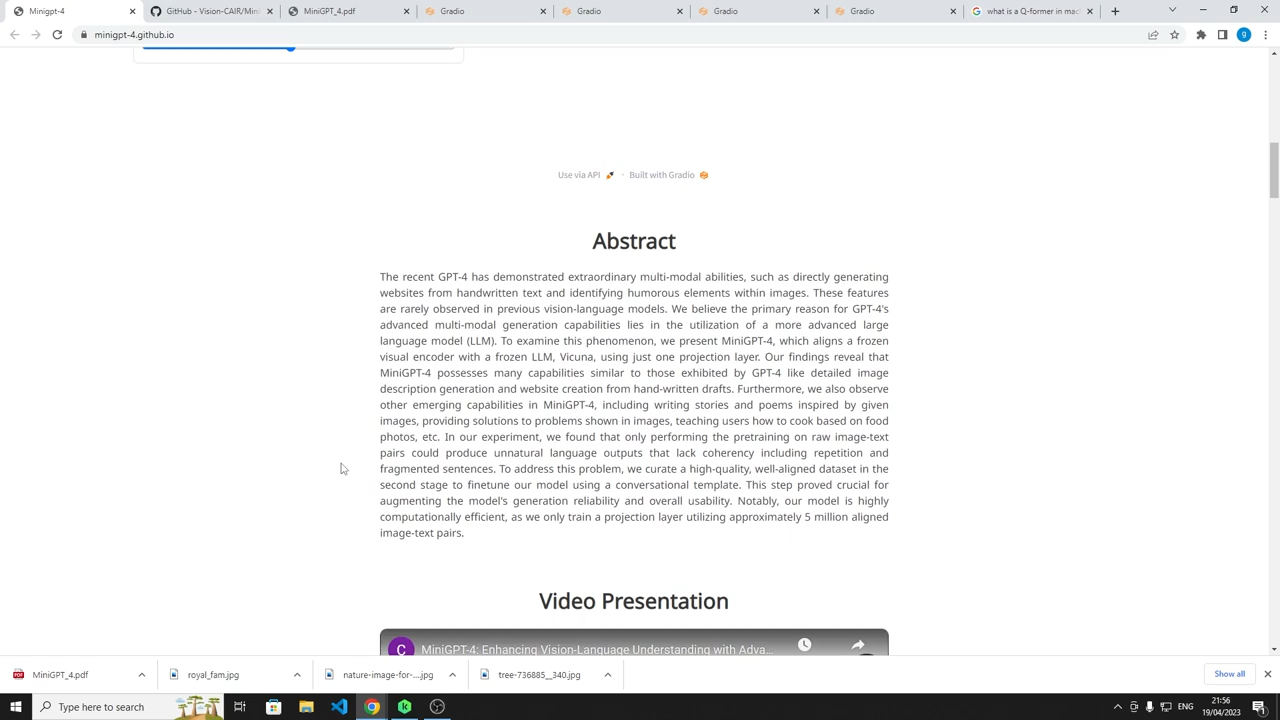 Minigpt-4
GitHub - Vision-CAIR/Mini
MiniGPT_4.pdf
Gradio
Gradio
Gradio
Gradio
what is a Q-former in mac
minigpt-4.github.io
g
Use via API
·
Built with Gradio
Abstract
The recent GPT-4 has demonstrated extraordinary multi-modal abilities, such as directly generating
websites from handwritten text and identifying humorous elements within images. These features
are rarely observed in previous vision-language models. We believe the primary reason for GPT-4's
advanced multi-modal generation capabilities lies in the utilization of a more advanced large
language model (LLM). To examine this phenomenon, we present MiniGPT-4, which aligns a frozen
visual encoder with a frozen LLM, Vicuna, using just one projection layer. Our findings reveal that
MiniGPT-4 possesses many capabilities similar to those exhibited by GPT-4 like detailed image
description generation and website creation from hand-written drafts. Furthermore, we also observe
other emerging capabilities in MiniGPT-4, including writing stories and poems inspired by given
images, providing solutions to problems shown in images, teaching users how to cook based on food
photos, etc. In our experiment, we found that only performing the pretraining on raw image-text
pairs could produce unnatural language outputs that lack coherency including repetition and
fragmented sentences. To address this problem, we curate a high-quality, well-aligned dataset in the
second stage to finetune our model using a conversational template. This step proved crucial for
augmenting the model's generation reliability and overall usability. Notably, our model is highly
computationally efficient, as we only train a projection layer utilizing approximately 5 million aligned
image-text pairs.
Video Presentation
C
MiniGPT-4: Enhancing Vision-Language Understanding with Adva...
MiniGPT_4.pdf
royal_fam.jpg
nature-image-for-....jpg
tree-736885__340.jpg
Show all
Type here to search
ENG
21:56
19/04/2023
1